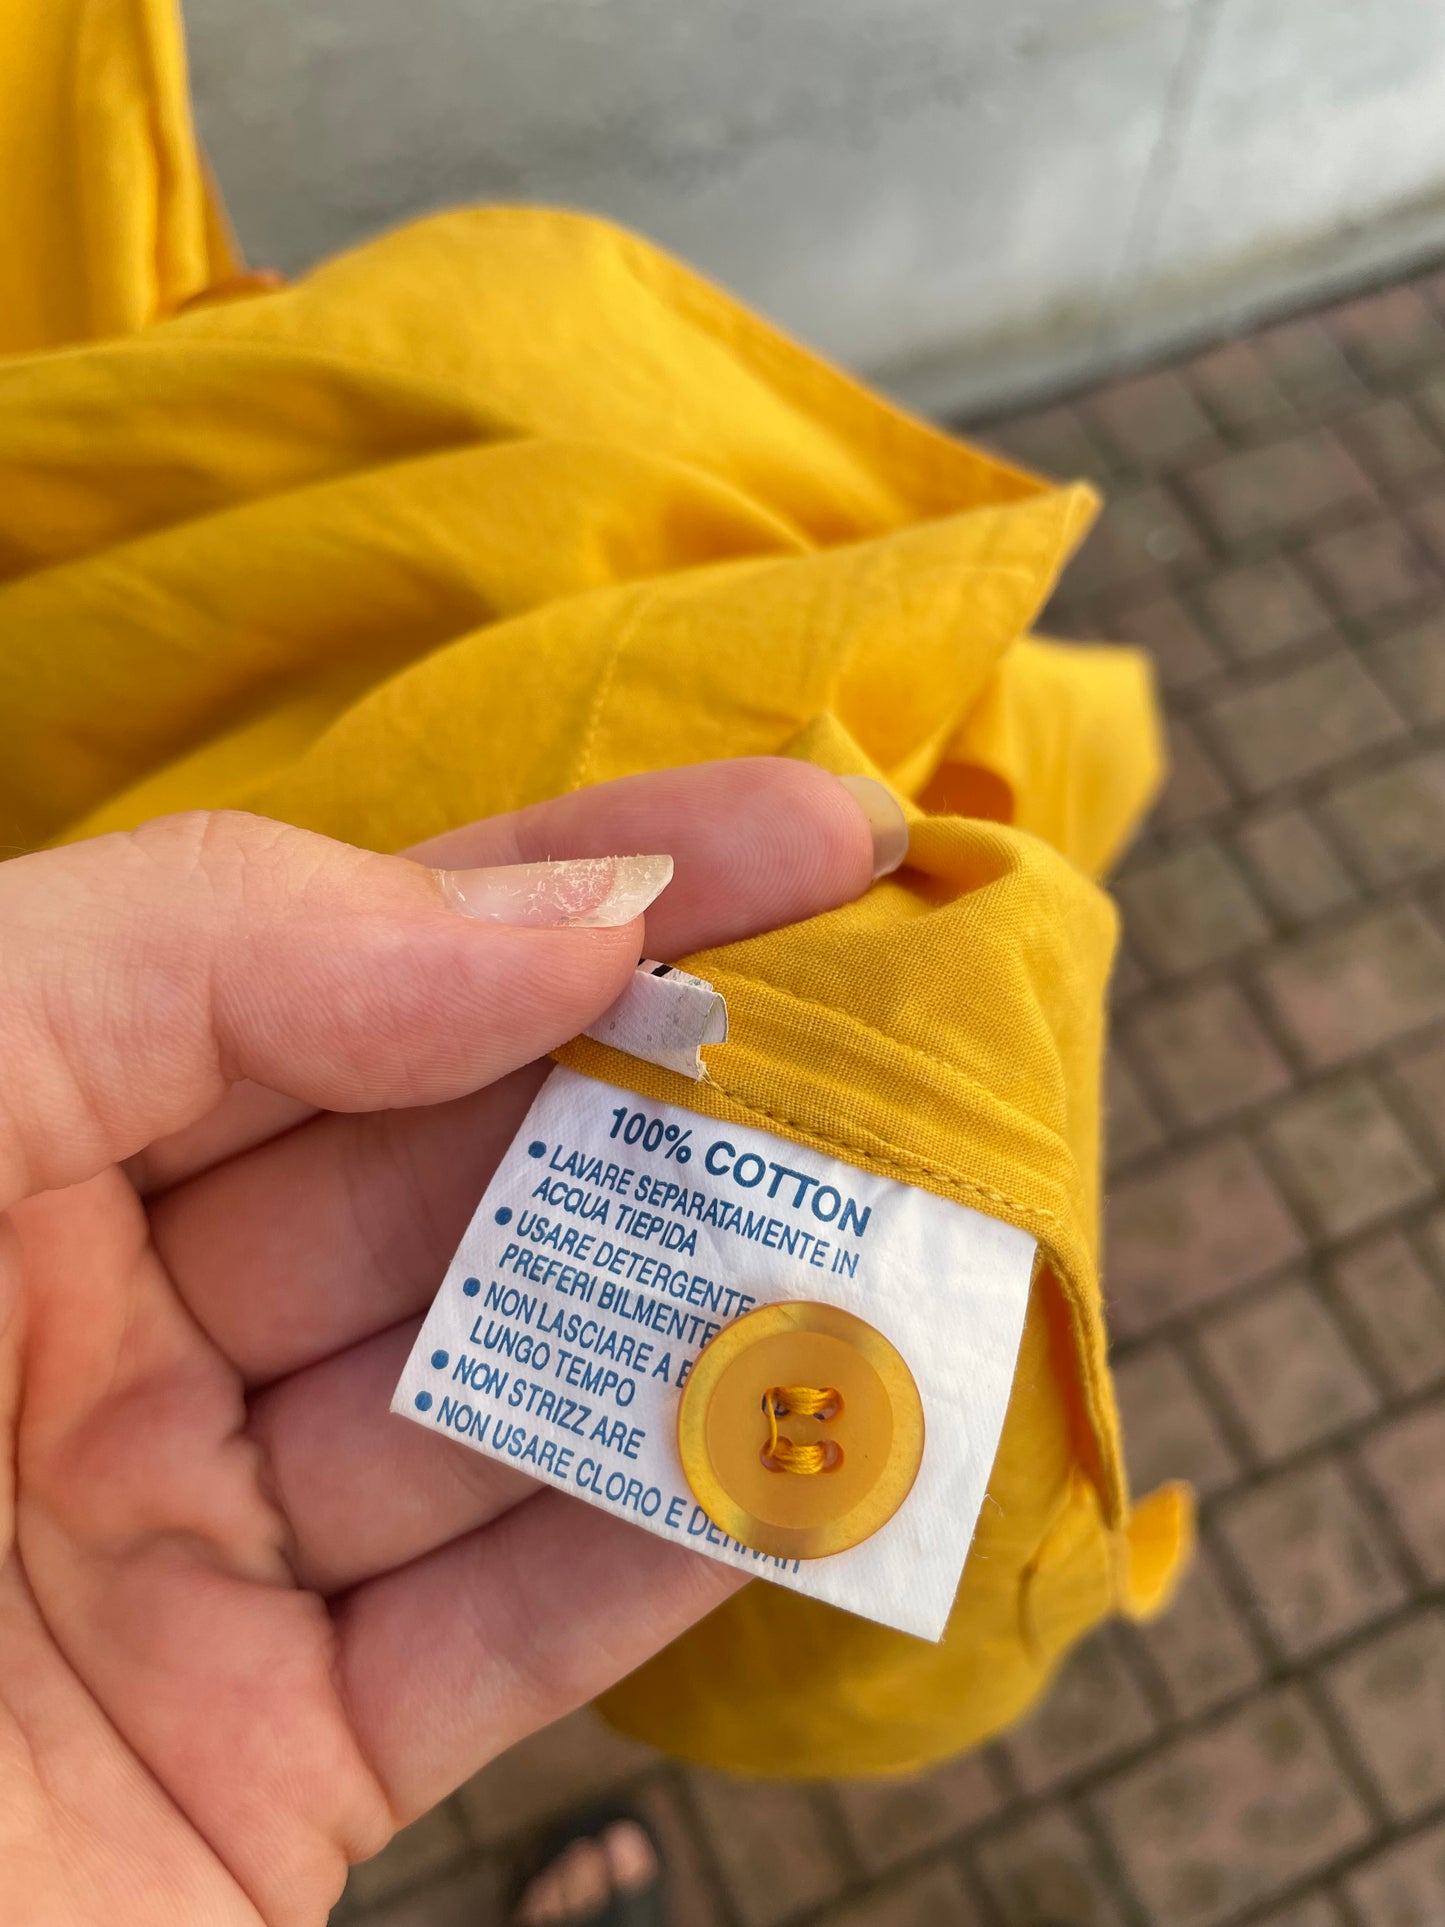 100% COTTON
• LAVARE SEPARATAMENTE IN
ACQUA TIEPIDA
• USARE DETERGENTE
PREFERI BILMENTE
• NON LASCIARE A
LUNGO TEMPO
• NON STRIZZ ARE
• NON USARE CLORO E